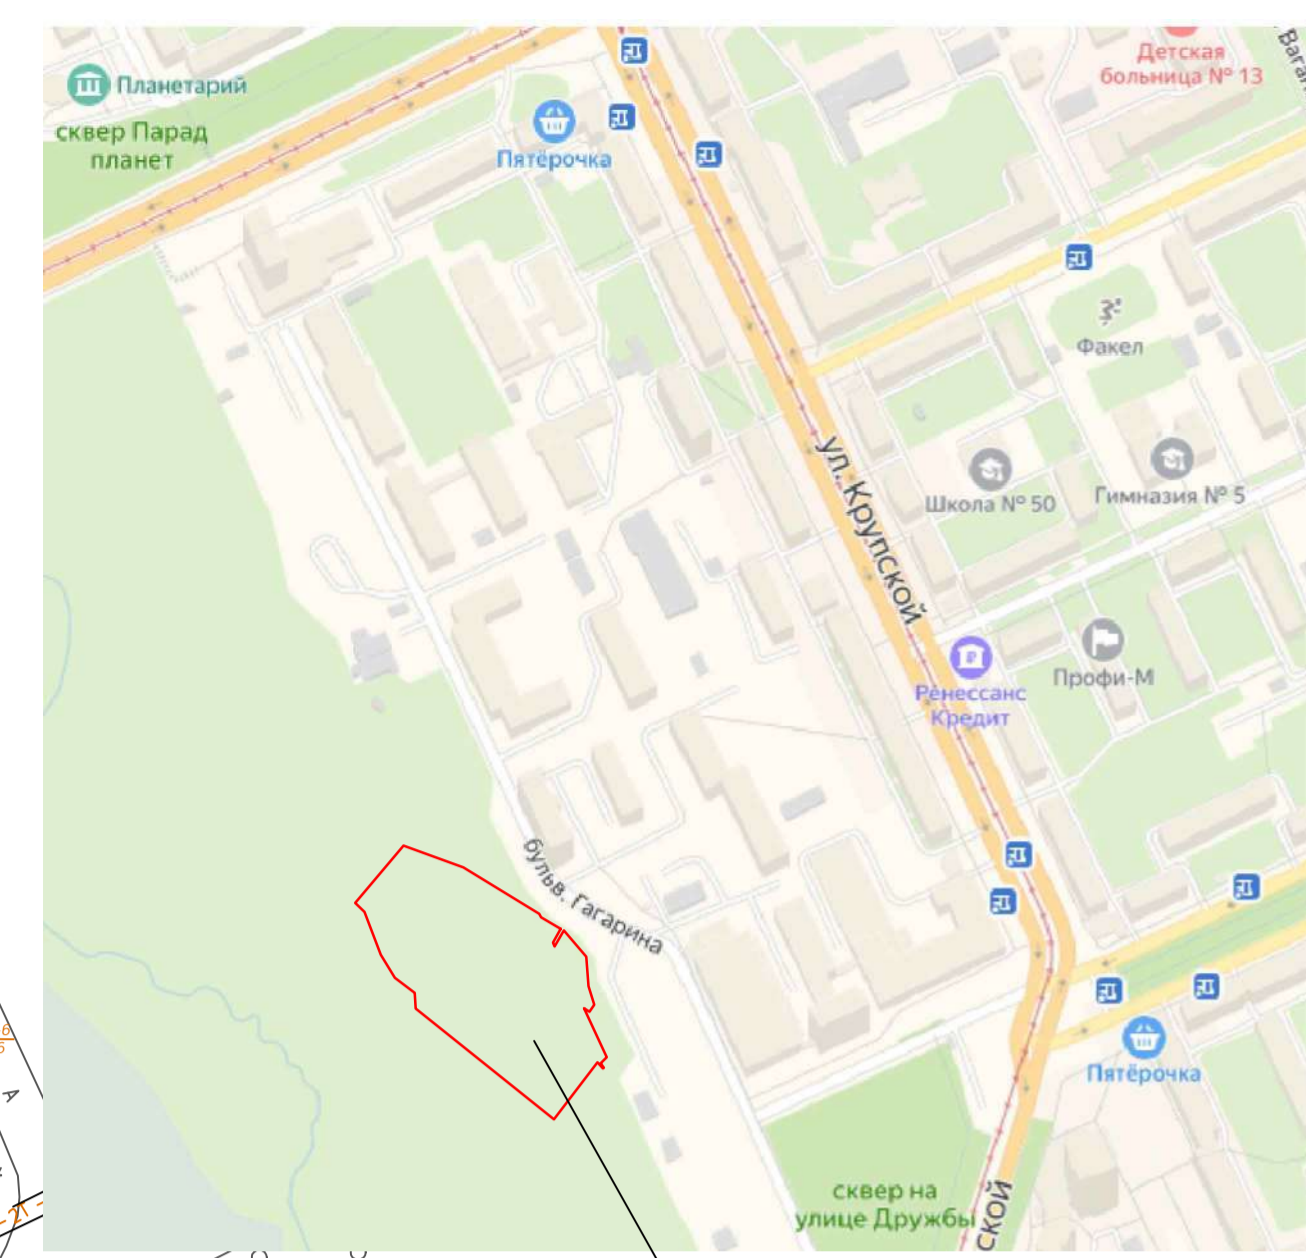 Планетарий
сквер Парад
планет
Пятёрочка
Детская
больница № 13
Факел
ул. Крупской
Школа № 50
Гимназия № 5
Ренессанс
Кредит
Профи-М
бульв. Гагарина
Пятёрочка
сквер на
улице Дружбы
ской
А